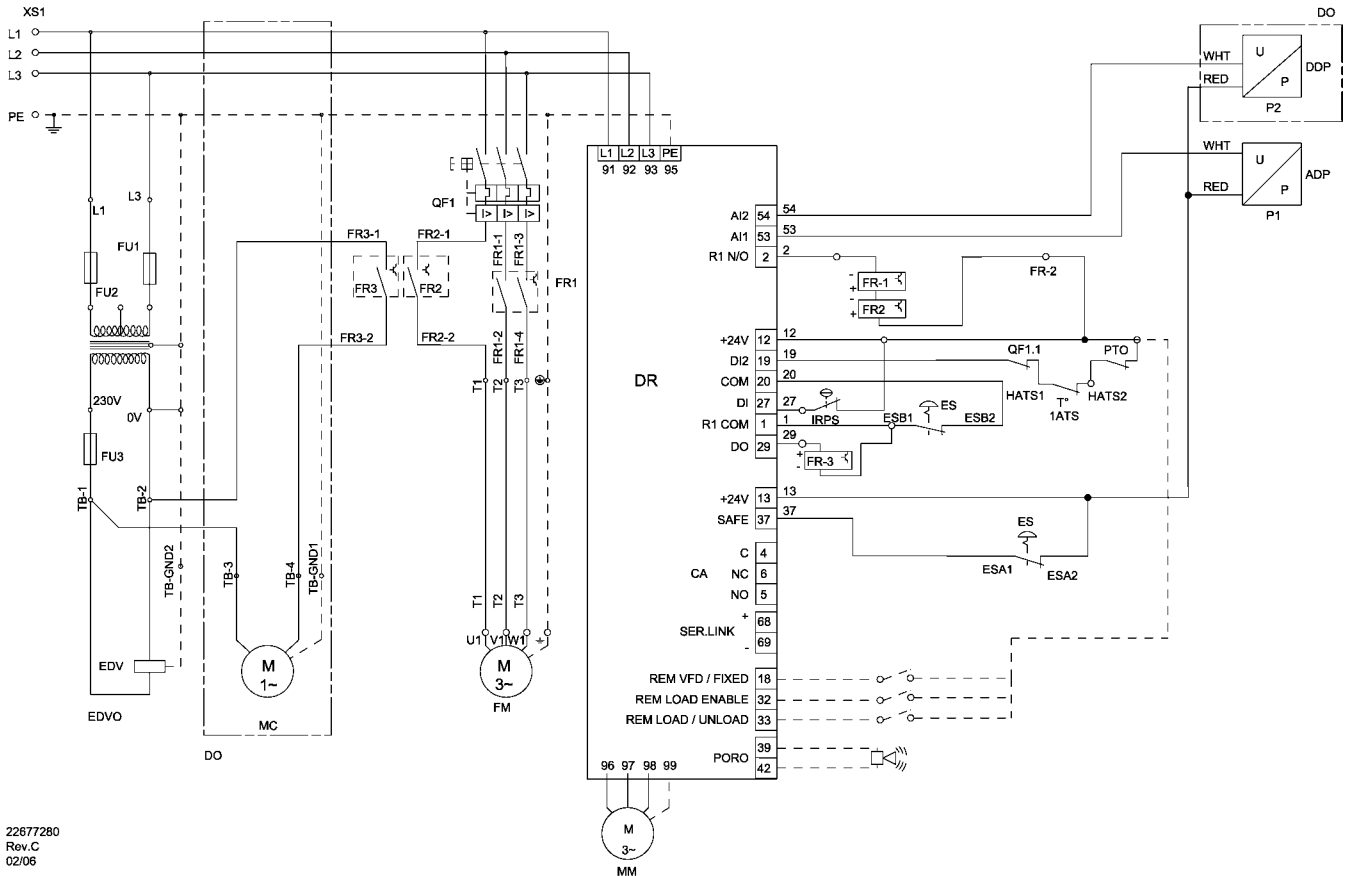 XS1
DO
L1
L2
L3
PE
WHT
RED
U
P
DDP
P2
WHT
RED
U
P
ADP
P1
L1 L2 L3 PE
91 92 93 95
L1
L3
FU1
FU2
QF1
I> I> I>
FR3-1
FR2-1
FR1-1
FR1-3
FR3
FR2
FR1
FR3-2
FR2-2
FR1-2
FR1-4
T1
T2
T3
AI2 54 54
AI1 53 53
R1 N/O 2 2
- FR-1
+
- FR2
+
FR-2
DR
+24V 12 12
DI2 19 19
COM 20 20
DI 27 27
R1 COM 1 1
DO 29 29
QF1.1
PTO
HATS1
T°
1ATS
HATS2
IRPS
ESB1
ES
ESB2
+
-
FR-3
230V
0V
FU3
TB-1
TB-2
TB-GND2
TB-3
TB-4
TB-GND1
+24V 13 13
SAFE 37 37
ES
ESA1
ESA2
C 4
CA NC 6
NO 5
+ 68
SER.LINK
- 69
T1
T2
T3
U1 V1 W1
M
3~
FM
EDV
EDVO
M
1~
MC
DO
REM VFD / FIXED 18
REM LOAD ENABLE 32
REM LOAD / UNLOAD 33
PORO 39
42
96 97 98 99
M
3~
MM
22677280
Rev.C
02/06